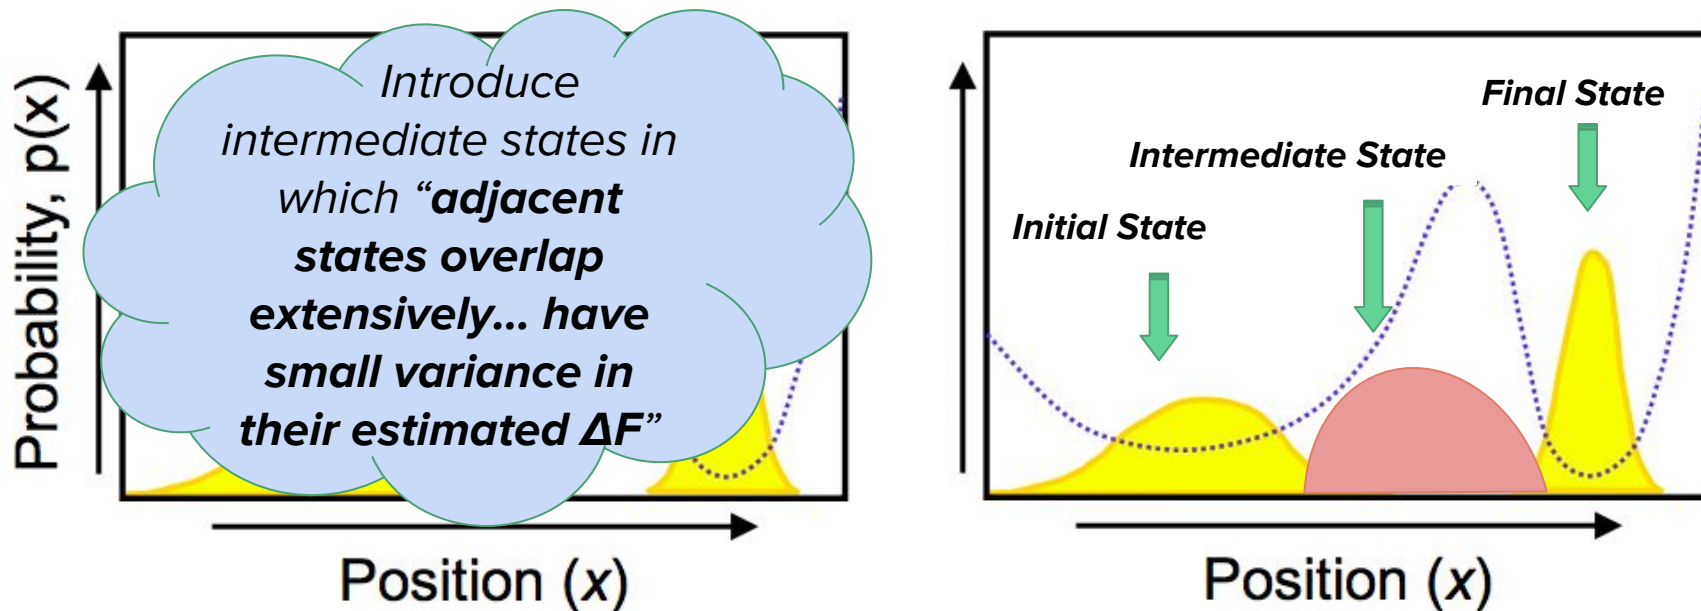 Probability, p(x)
Introduce
intermediate states in
which “adjacent
states overlap
extensively... have
small variance in
their estimated ΔF”
Position (x)
Initial State
Intermediate State
Final State
Position (x)